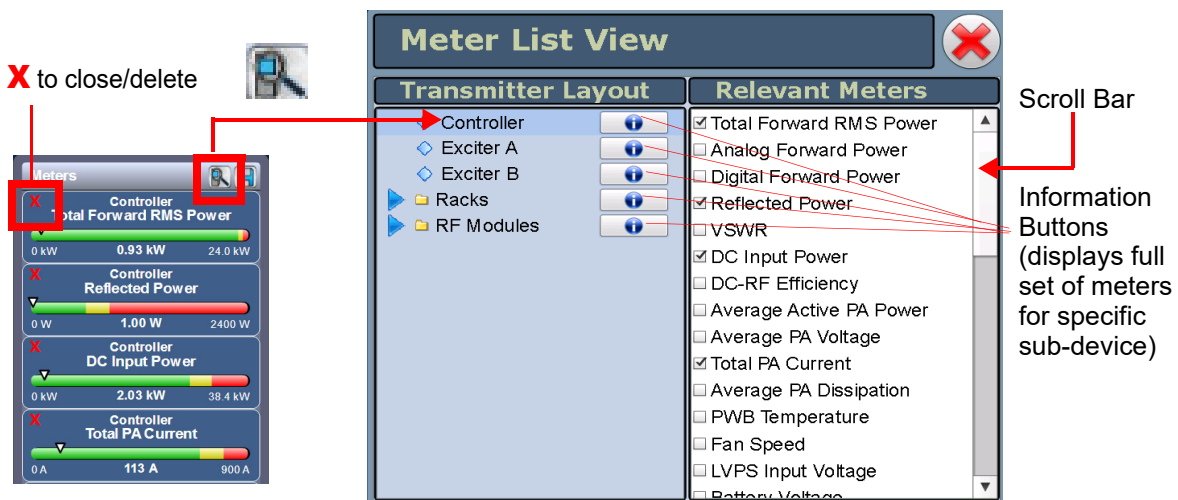 X to close/delete
Meters
X
Controller
Total Forward RMS Power
0 kW 0.93 kW 24.0 kW
X
Controller
Reflected Power
0 W 1.00 W 2400 W
X
Controller
DC Input Power
0 kW 2.03 kW 38.4 kW
X
Controller
Total PA Current
0 A 113 A 900 A
Meter List View
Transmitter Layout
Controller
Exciter A
Exciter B
Racks
RF Modules
Relevant Meters
Total Forward RMS Power
Analog Forward Power
Digital Forward Power
Reflected Power
VSWR
DC Input Power
DC-RF Efficiency
Average Active PA Power
Average PA Voltage
Total PA Current
Average PA Dissipation
PWB Temperature
Fan Speed
LVPS Input Voltage
Battery Voltage
Scroll Bar
Information
Buttons
(displays full
set of meters
for specific
sub-device)